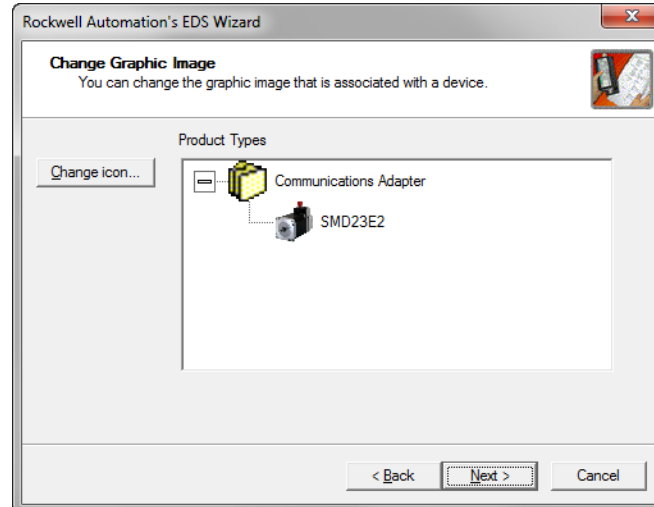 Rockwell Automation's EDS Wizard
Change Graphic Image
You can change the graphic image that is associated with a device.
Product Types
Change icon...
Communications Adapter
SMD23E2
< Back
Next >
Cancel